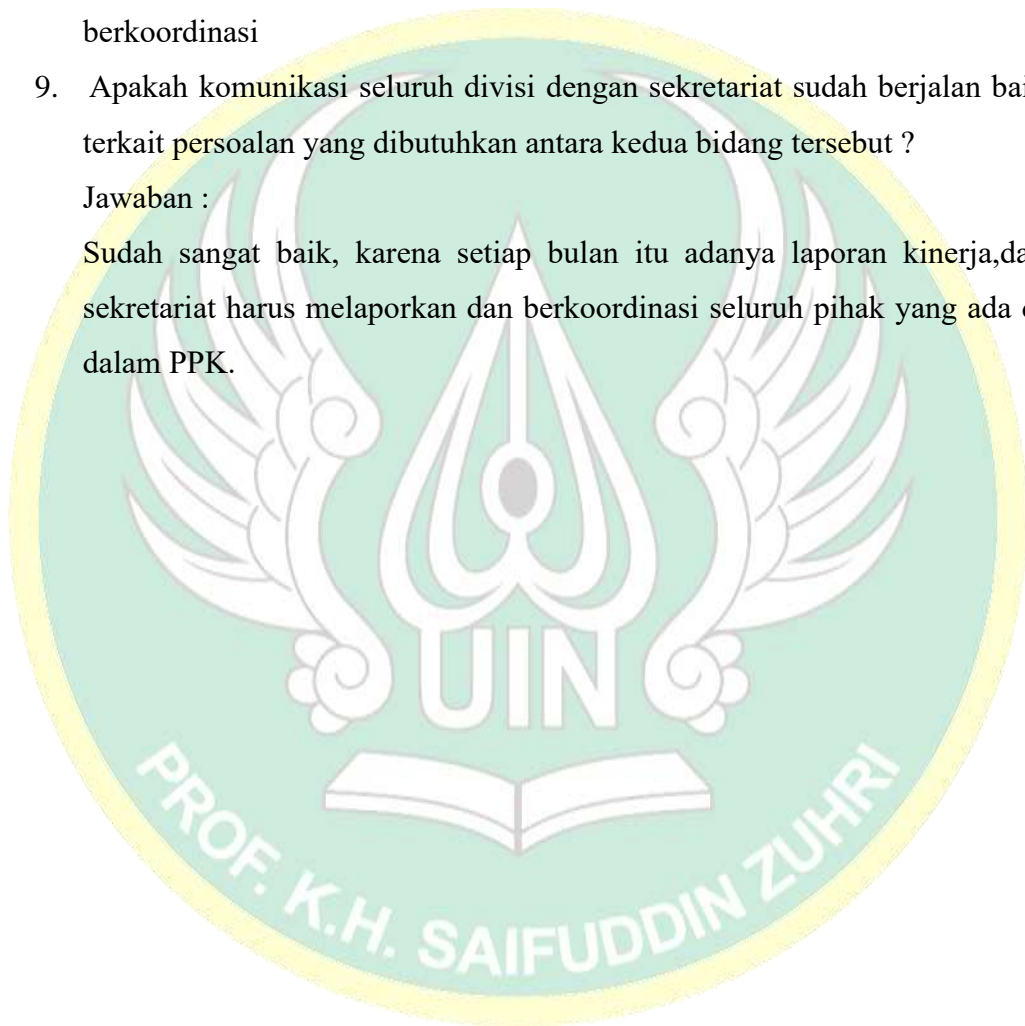 berkoordinasi
9. Apakah komunikasi seluruh divisi dengan sekretariat sudah berjalan bai
terkait persoalan yang dibutuhkan antara kedua bidang tersebut ?
Jawaban :
Sudah sangat baik, karena setiap bulan itu adanya laporan kinerja,da
sekretariat harus melaporkan dan berkoordinasi seluruh pihak yang ada
dalam PPK.
UIN
PROF. K.H. SAIFUDDIN ZUHRI